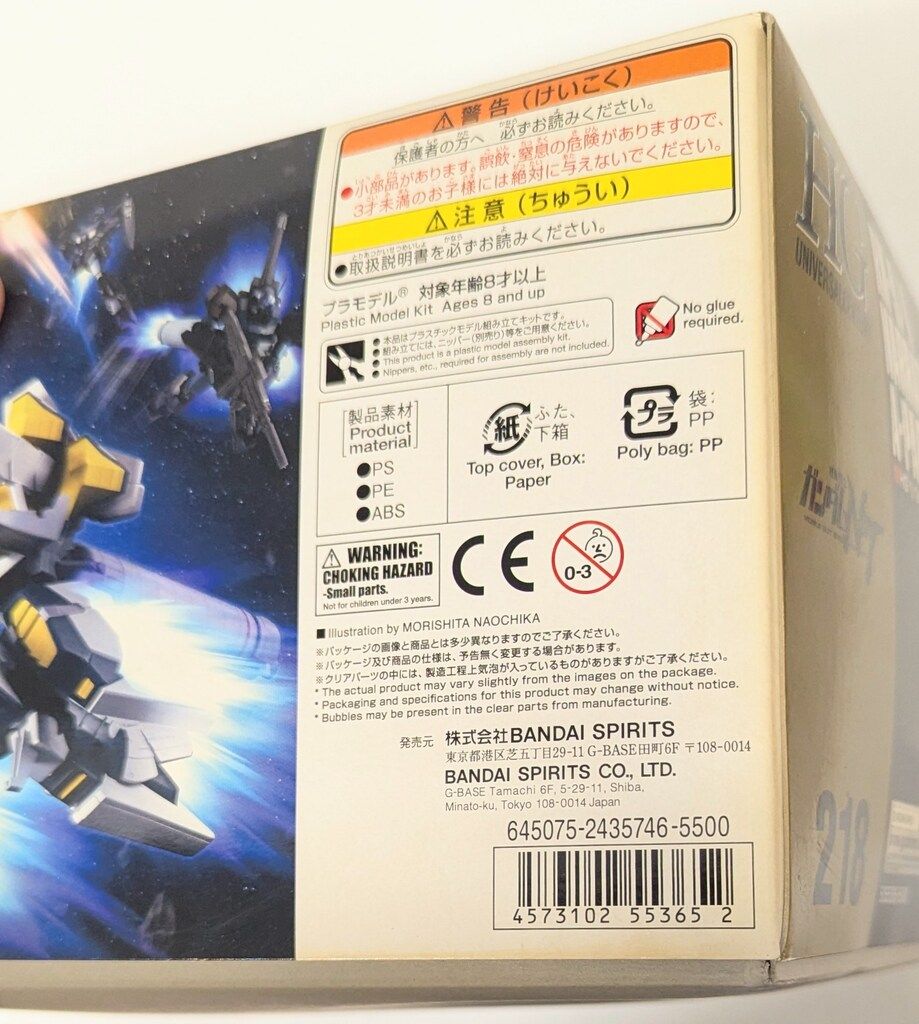 警告(けいこく)
保護者の方へ 必ずお読みください。
●小部品があります。誤飲・窒息の危険がありますので、
3才未満のお子様には絶対に与えないでください。
注意(ちゅうい)
●取扱説明書を必ずお読みください。
プラモデル® 対象年齢8才以上
Plastic Model Kit Ages 8 and up
● 本品はプラスチックモデル組み立てキットです。
● 組み立てには、ニッパー(別売り)等をご用意ください。
● This product is a plastic model assembly kit.
● Nippers, etc., required for assembly are not included.
No glue
required.
[製品素材]
[Product
material]
●PS
●PE
●ABS
紙 ふた、
下箱
Top cover, Box:
Paper
プラ 袋:
PP
Poly bag: PP
WARNING:
CHOKING HAZARD
-Small parts.
Not for children under 3 years.
CE
0-3
■ Illustration by MORISHITA NAOCHIKA
※パッケージの画像と商品とは多少異なりますのでご了承ください。
※パッケージ及び商品の仕様は、予告無く変更する場合があります。
※クリアパーツの中には、製造工程上気泡が入っているものがありますがご了承ください。
* The actual product may vary slightly from the images on the package.
* Packaging and specifications for this product may change without notice.
* Bubbles may be present in the clear parts from manufacturing.
発売元 株式会社BANDAI SPIRITS
東京都港区芝五丁目29-11 G-BASE田町6F 〒108-0014
BANDAI SPIRITS CO., LTD.
G-BASE Tamachi 6F, 5-29-11, Shiba,
Minato-ku, Tokyo 108-0014 Japan
645075-2435746-5500
4573102 55365 2
218